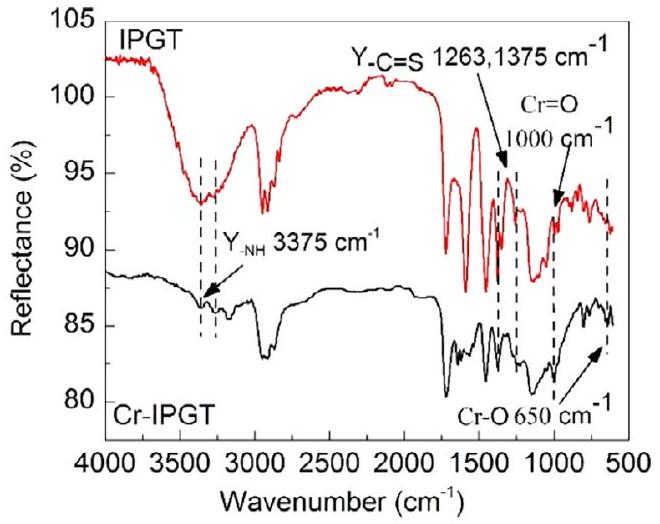 105
IPGT
Y-C=S 1263,1375 cm-1
100
Cr=O
1000 cm-1
95
Reflectance (%)
90
Y-NH 3375 cm-1
85
80
Cr-IPGT
Cr-O 650 cm-1
4000 3500 3000 2500 2000 1500 1000 500
Wavenumber (cm-1)